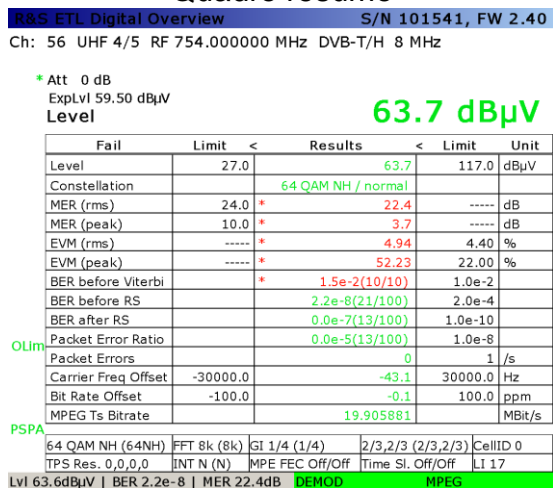 R&S ETL Digital Overview S/N 101541, FW 2.40
Ch: 56 UHF 4/5 RF 754.000000 MHz DVB-T/H 8 MHz
* Att 0 dB
ExpLvl 59.50 dBµV
Level 63.7 dBµV
Fail Limit < Results < Limit Unit
Level 27.0 63.7 117.0 dBµV
Constellation 64 QAM NH / normal
MER (rms) 24.0 * 22.4 ----- dB
MER (peak) 10.0 * 3.7 ----- dB
EVM (rms) ----- * 4.94 4.40 %
EVM (peak) ----- * 52.23 22.00 %
BER before Viterbi * 1.5e-2(10/10) 1.0e-2
BER before RS 2.2e-8(21/100) 2.0e-4
BER after RS 0.0e-7(13/100) 1.0e-10
OLim
Packet Error Ratio 0.0e-5(13/100) 1.0e-8
Packet Errors 0 1 /s
Carrier Freq Offset -30000.0 -43.1 30000.0 Hz
Bit Rate Offset -100.0 -0.1 100.0 ppm
MPEG Ts Bitrate 19.905881 MBit/s
PSPA
64 QAM NH (64NH) FFT 8k (8k) GI 1/4 (1/4) 2/3,2/3 (2/3,2/3) CellID 0
TPS Res. 0,0,0,0 INT N (N) MPE FEC Off/Off Time Sl. Off/Off LI 17
Lvl 63.6dBµV | BER 2.2e-8 | MER 22.4dB DEMOD MPEG